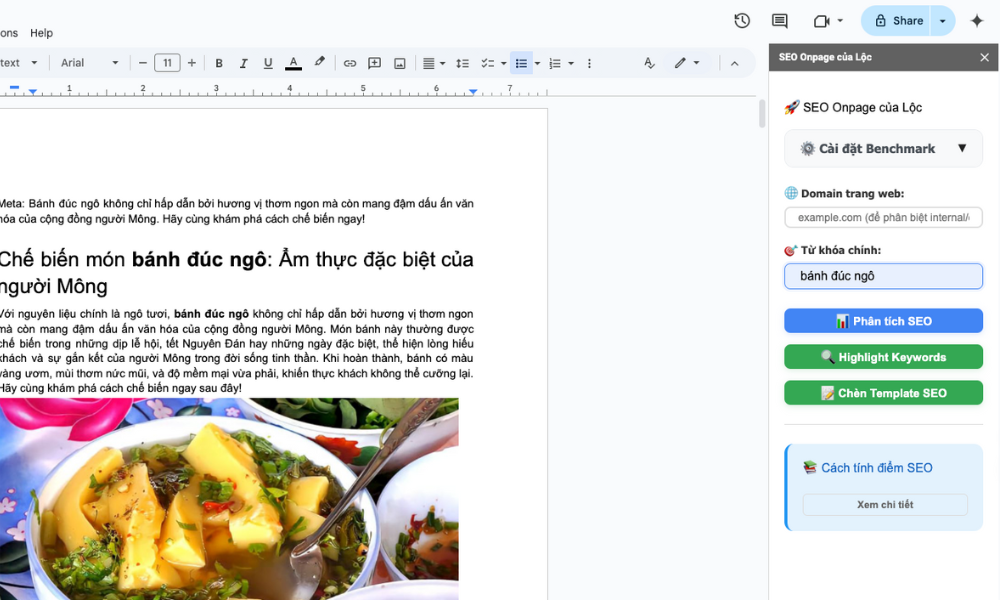 ons Help
Share
text
Arial
11
B I U A
1 2 3 4 5 6 7
Meta: Bánh đúc ngô không chỉ hấp dẫn bởi hương vị thơm ngon mà còn mang đậm dấu ấn văn
hóa của cộng đồng người Mông. Hãy cùng khám phá cách chế biến ngay!
Chế biến món bánh đúc ngô: Ẩm thực đặc biệt của
người Mông
Với nguyên liệu chính là ngô tươi, bánh đúc ngô không chỉ hấp dẫn bởi hương vị thơm ngon
mà còn mang đậm dấu ấn văn hóa của cộng đồng người Mông. Món bánh này thường được
chế biến trong những dịp lễ hội, tết Nguyên Đán hay những ngày đặc biệt, thể hiện lòng hiếu
khách và sự gắn kết của người Mông trong đời sống tinh thần. Khi hoàn thành, bánh có màu
vàng ươm, mùi thơm nức mũi, và độ mềm mại vừa phải, khiến thực khách không thể cưỡng lại.
Hãy cùng khám phá cách chế biến ngay sau đây!
SEO Onpage của Lộc
🚀 SEO Onpage của Lộc
⚙️ Cài đặt Benchmark ▼
🌐 Domain trang web:
example.com (để phân biệt internal/
🎯 Từ khóa chính:
bánh đúc ngô
📊 Phân tích SEO
🔍 Highlight Keywords
📝 Chèn Template SEO
📚 Cách tính điểm SEO
Xem chi tiết